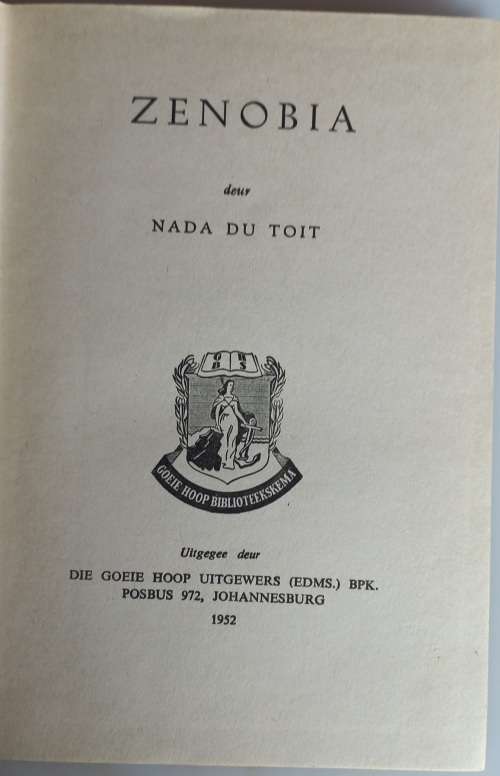 ZENOBIA
deur
NADA DU TOIT
G H
B S
GOEIE HOOP BIBLIOTEEKSKEMA
Uitgegee deur
DIE GOEIE HOOP UITGEWERS (EDMS.) BPK.
POSBUS 972, JOHANNESBURG
1952